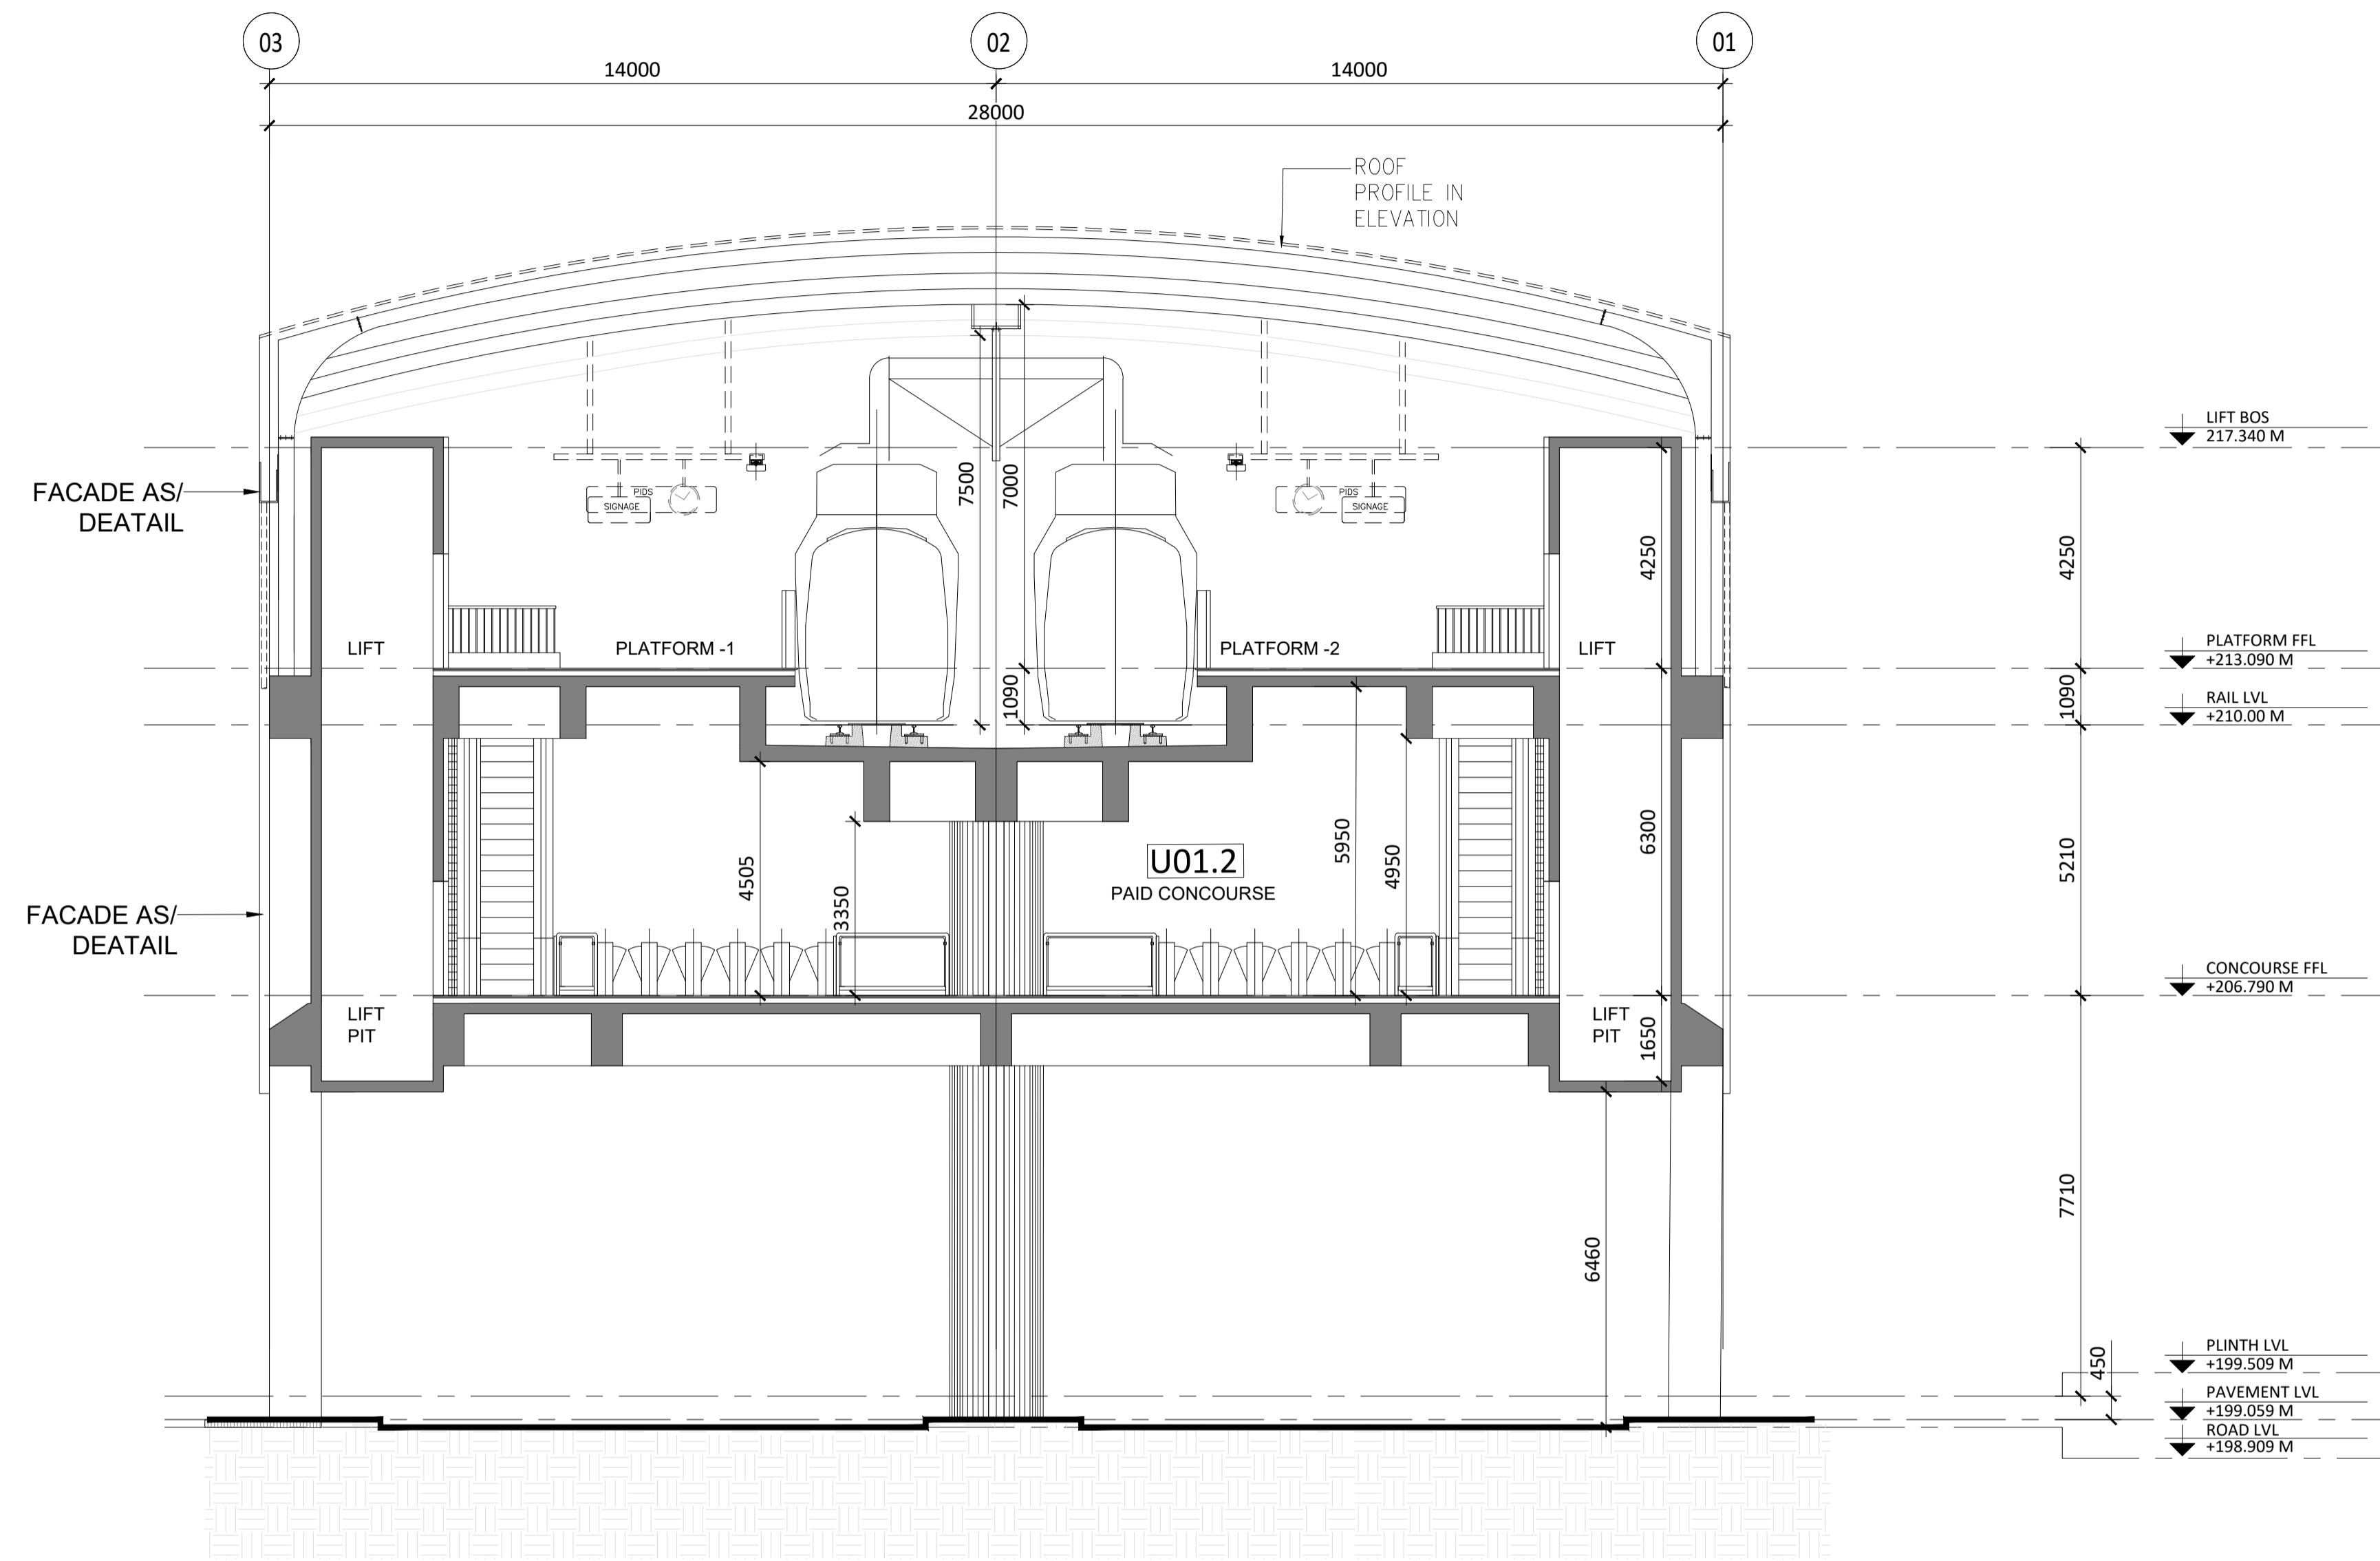 03
02
01
14000
14000
28000
ROOF
PROFILE IN
ELEVATION
LIFT BOS
217.340 M
FACADE AS/
DEATAIL
PIDS
SIGNAGE
7500
7000
PIDS
SIGNAGE
4250
4250
LIFT
PLATFORM -1
PLATFORM -2
LIFT
PLATFORM FFL
+213.090 M
1090
1090
RAIL LVL
+210.00 M
4505
3350
U01.2
PAID CONCOURSE
5950
4950
6300
5210
FACADE AS/
DEATAIL
CONCOURSE FFL
+206.790 M
LIFT
PIT
LIFT
PIT
1650
7710
6460
450
PLINTH LVL
+199.509 M
PAVEMENT LVL
+199.059 M
ROAD LVL
+198.909 M